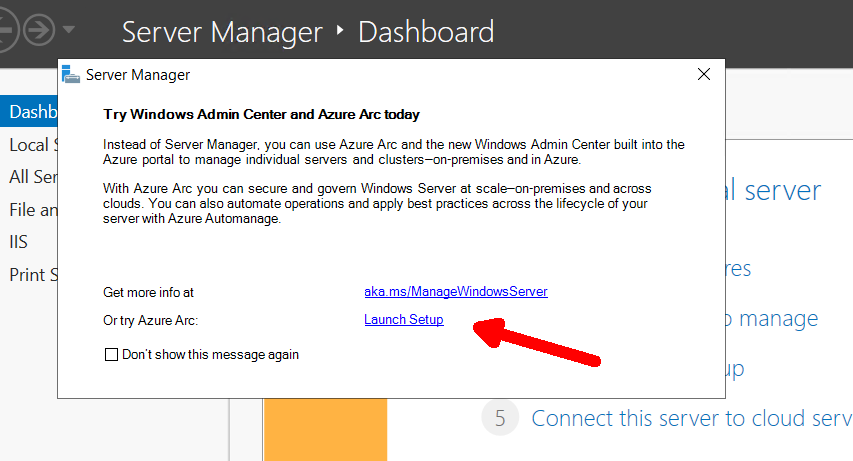 Server Manager ‣ Dashboard
Server Manager
Try Windows Admin Center and Azure Arc today
Instead of Server Manager, you can use Azure Arc and the new Windows Admin Center built into the
Azure portal to manage individual servers and clusters—on-premises and in Azure.
With Azure Arc you can secure and govern Windows Server at scale—on-premises and across
clouds. You can also automate operations and apply best practices across the lifecycle of your
server with Azure Automanage.
Get more info at aka.ms/ManageWindowsServer
Or try Azure Arc: Launch Setup
Don't show this message again
Dashb
Local S
All Ser
File an
IIS
Print S
al server
res
o manage
up
5 Connect this server to cloud serv